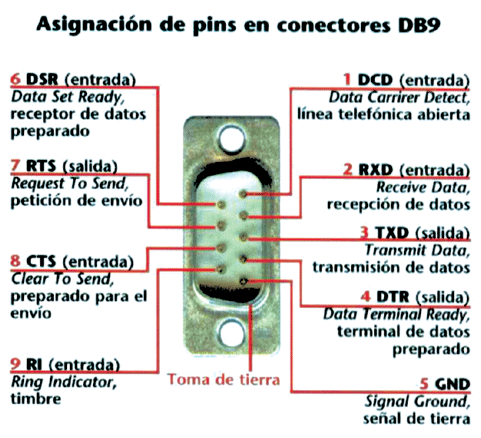 Asignación de pins en conectores DB9
6 DSR (entrada)
Data Set Ready,
receptor de datos
preparado
7 RTS (salida)
Request To Send,
petición de envío
8 CTS (entrada)
Clear To Send,
preparado para el
envío
9 RI (entrada)
Ring Indicator,
timbre
1 DCD (entrada)
Data Carrirer Detect,
línea telefónica abierta
2 RXD (entrada)
Receive Data,
recepción de datos
3 TXD (salida)
Transmit Data,
transmisión de datos
4 DTR (salida)
Data Terminal Ready,
terminal de datos
preparado
5 GND
Signal Ground,
señal de tierra
Toma de tierra